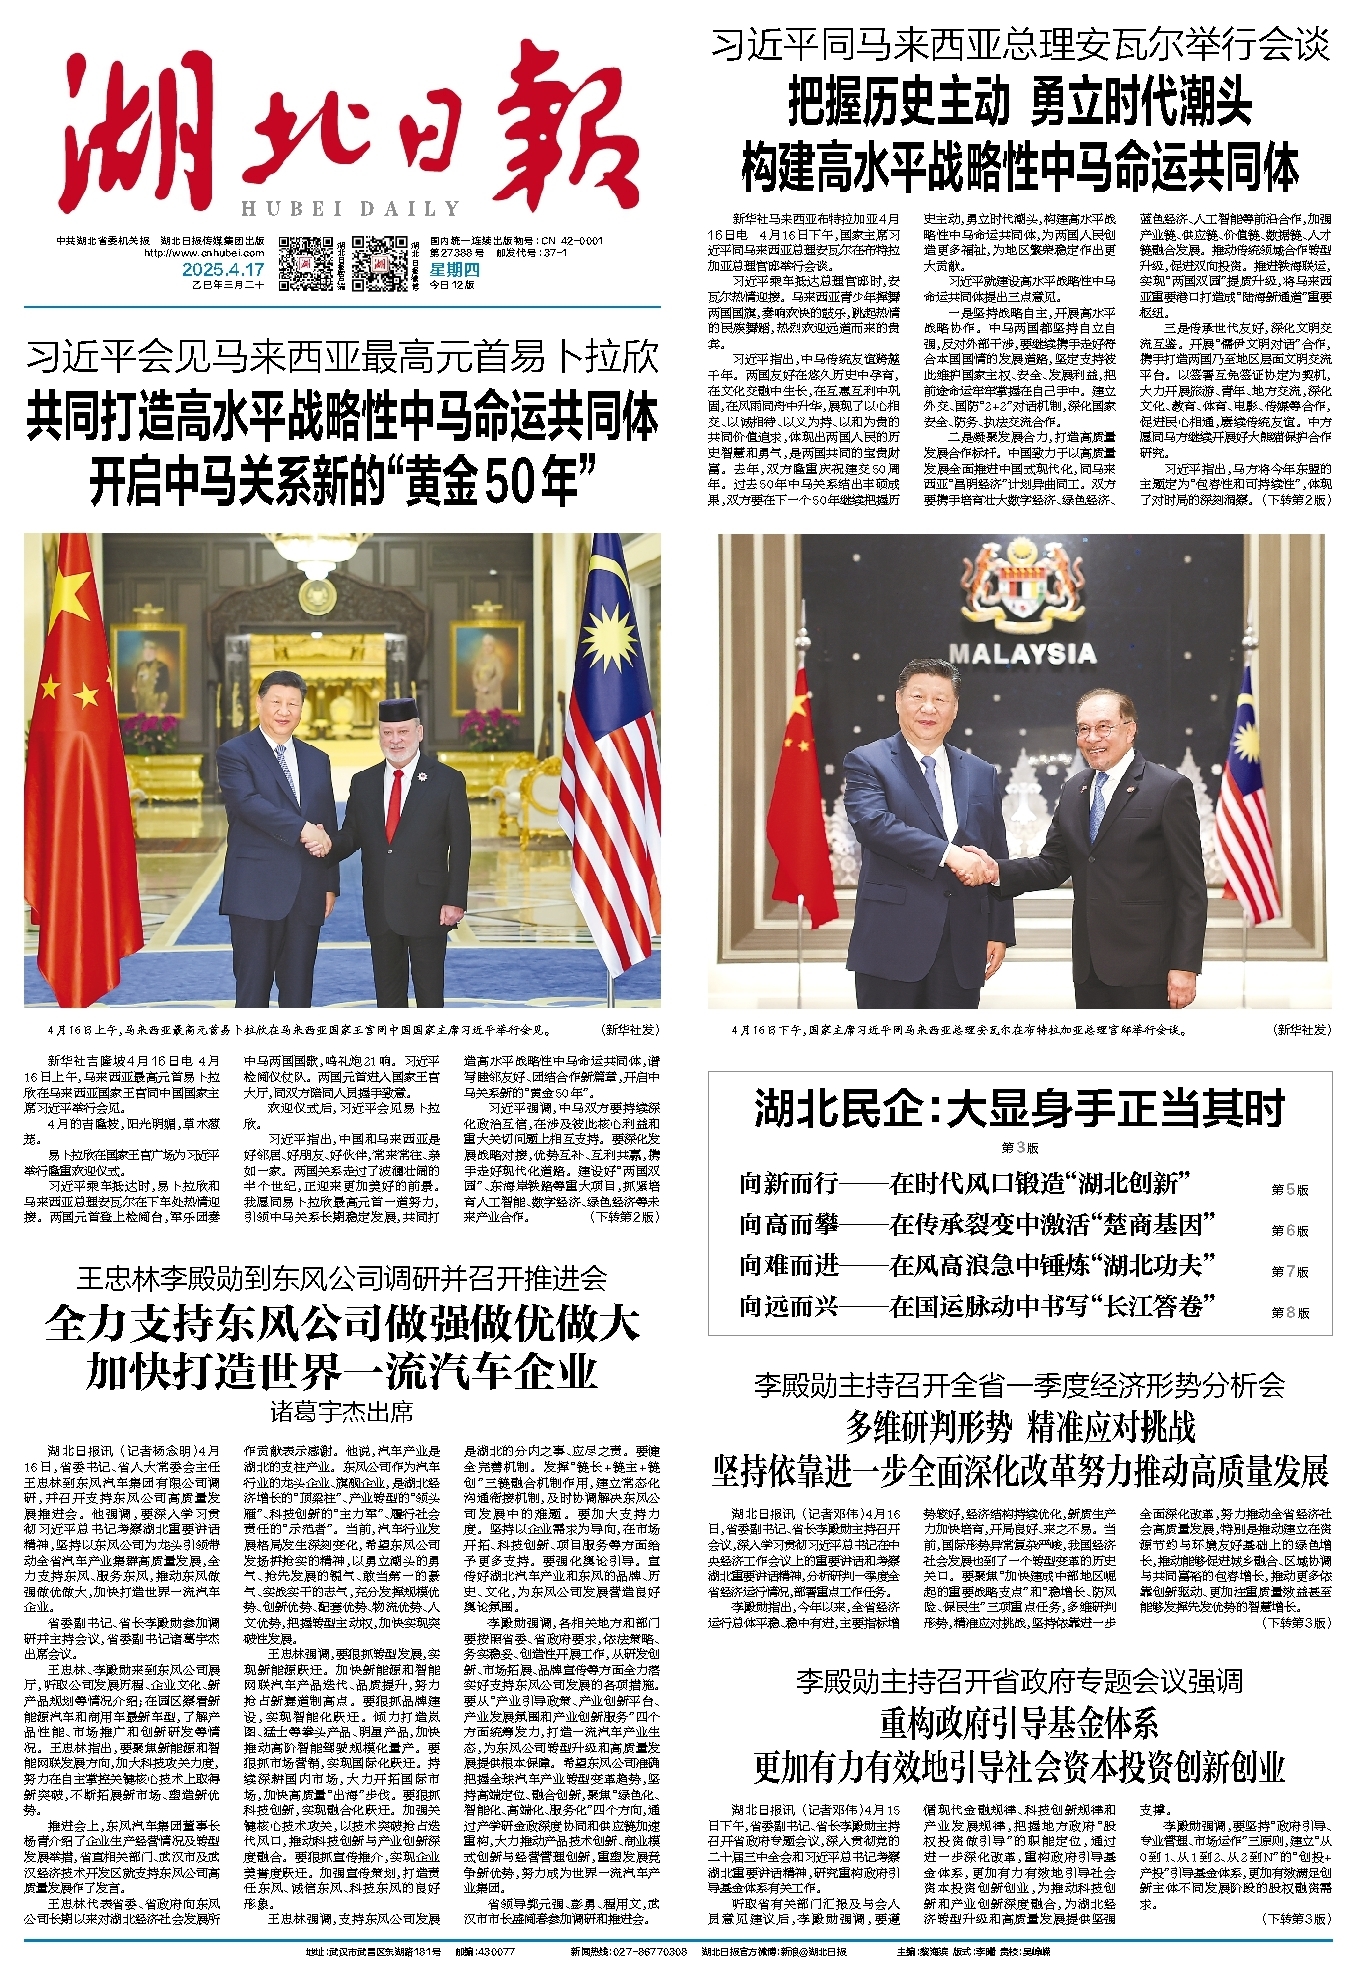 湖北日報
HUBEI DAILY
中共湖北省委机关报 湖北日报传媒集团出版
http://www.cnhubei.com
2025.4.17
乙巳年三月二十
国内统一连续出版物号:CN 42-0001
第27388号 邮发代号:37-1
星期四
今日12版
习近平会见马来西亚最高元首易卜拉欣
共同打造高水平战略性中马命运共同体
开启中马关系新的“黄金50年”
4月16日上午,马来西亚最高元首易卜拉欣在马来西亚国家王宫同中国国家主席习近平举行会见。 (新华社发)
新华社吉隆坡4月16日电 4月
16日上午,马来西亚最高元首易卜拉
欣在马来西亚国家王宫同中国国家主
席习近平举行会见。
4月的吉隆坡,阳光明媚,草木葱
茏。
易卜拉欣在国家王宫广场为习近平
举行隆重欢迎仪式。
习近平乘车抵达时,易卜拉欣和
马来西亚总理安瓦尔在下车处热情迎
接。两国元首登上检阅台,军乐团奏
中马两国国歌,鸣礼炮21响。习近平
检阅仪仗队。两国元首进入国家王宫
大厅,同双方陪同人员握手致意。
欢迎仪式后,习近平会见易卜拉
欣。
习近平指出,中国和马来西亚是
好邻居、好朋友、好伙伴,常来常往、亲
如一家。两国关系走过了波澜壮阔的
半个世纪,正迎来更加美好的前景。
我愿同易卜拉欣最高元首一道努力,
引领中马关系长期稳定发展,共同打
造高水平战略性中马命运共同体,谱
写睦邻友好、团结合作新篇章,开启中
马关系新的“黄金50年”。
习近平强调,中马双方要持续深
化政治互信,在涉及彼此核心利益和
重大关切问题上相互支持。要深化发
展战略对接,优势互补、互利共赢,携
手走好现代化道路。建设好“两国双
园”、东海岸铁路等重大项目,抓紧培
育人工智能、数字经济、绿色经济等未
来产业合作。 (下转第2版)
习近平同马来西亚总理安瓦尔举行会谈
把握历史主动 勇立时代潮头
构建高水平战略性中马命运共同体
新华社马来西亚布特拉加亚4月
16日电 4月16日下午,国家主席习
近平同马来西亚总理安瓦尔在布特拉
加亚总理官邸举行会谈。
习近平乘车抵达总理官邸时,安
瓦尔热情迎接。马来西亚青少年挥舞
两国国旗,奏响欢快的鼓乐,跳起热情
的民族舞蹈,热烈欢迎远道而来的贵
宾。
习近平指出,中马传统友谊跨越
千年。两国友好在悠久历史中孕育,
在文化交融中生长,在互惠互利中巩
固,在风雨同舟中升华,展现了以心相
交、以诚相待、以义为持、以和为贵的
共同价值追求,体现出两国人民的历
史智慧和勇气,是两国共同的宝贵财
富。去年,双方隆重庆祝建交50周
年。过去50年中马关系结出丰硕成
果,双方要在下一个50年继续把握历
史主动,勇立时代潮头,构建高水平战
略性中马命运共同体,为两国人民创
造更多福祉,为地区繁荣稳定作出更
大贡献。
习近平就建设高水平战略性中马
命运共同体提出三点意见。
一是坚持战略自主,开展高水平
战略协作。中马两国都坚持自立自
强,反对外部干涉,要继续携手走好符
合本国国情的发展道路,坚定支持彼
此维护国家主权、安全、发展利益,把
前途命运牢牢掌握在自己手中。建立
外交、国防“2+2”对话机制,深化国家
安全、防务、执法交流合作。
二是凝聚发展合力,打造高质量
发展合作标杆。中国致力于以高质量
发展全面推进中国式现代化,同马来
西亚“昌明经济”计划异曲同工。双方
要携手培育壮大数字经济、绿色经济、
蓝色经济、人工智能等前沿合作,加强
产业链、供应链、价值链、数据链、人才
链融合发展。推动传统领域合作转型
升级,促进双向投资。推进铁海联运,
实现“两国双园”提质升级,将马来西
亚重要港口打造成“陆海新通道”重要
枢纽。
三是传承世代友好,深化文明交
流互鉴。开展“儒伊文明对话”合作,
携手打造两国乃至地区层面文明交流
平台。以签署互免签证协定为契机,
大力开展旅游、青年、地方交流,深化
文化、教育、体育、电影、传媒等合作,
促进民心相通,赓续传统友谊。中方
愿同马方继续开展好大熊猫保护合作
研究。
习近平指出,马方将今年东盟的
主题定为“包容性和可持续性”,体现
了对时局的深刻洞察。(下转第2版)
MALAYSIA
4月16日下午,国家主席习近平同马来西亚总理安瓦尔在布特拉加亚总理官邸举行会谈。 (新华社发)
湖北民企:大显身手正当其时
第3版
向新而行——在时代风口锻造“湖北创新” 第5版
向高而攀——在传承裂变中激活“楚商基因” 第6版
向难而进——在风高浪急中锤炼“湖北功夫” 第7版
向远而兴——在国运脉动中书写“长江答卷” 第8版
王忠林李殿勋到东风公司调研并召开推进会
全力支持东风公司做强做优做大
加快打造世界一流汽车企业
诸葛宇杰出席
湖北日报讯(记者杨念明)4月
16日,省委书记、省人大常委会主任
王忠林到东风汽车集团有限公司调
研,并召开支持东风公司高质量发
展推进会。他强调,要深入学习贯
彻习近平总书记考察湖北重要讲话
精神,坚持以东风公司为龙头引领带
动全省汽车产业集群高质量发展,全
力支持东风、服务东风,推动东风做
强做优做大,加快打造世界一流汽车
企业。
省委副书记、省长李殿勋参加调
研并主持会议,省委副书记诸葛宇杰
出席会议。
王忠林、李殿勋来到东风公司展
厅,听取公司发展历程、企业文化、新
产品规划等情况介绍;在园区察看新
能源汽车和商用车最新车型,了解产
品性能、市场推广和创新研发等情
况。王忠林指出,要聚焦新能源和智
能网联发展方向,加大科技攻关力度,
努力在自主掌控关键核心技术上取得
新突破,不断拓展新市场、塑造新优
势。
推进会上,东风汽车集团董事长
杨青介绍了企业生产经营情况及转型
发展举措,省直相关部门、武汉市及武
汉经济技术开发区就支持东风公司高
质量发展作了发言。
王忠林代表省委、省政府向东风
公司长期以来对湖北经济社会发展所
作贡献表示感谢。他说,汽车产业是
湖北的支柱产业。东风公司作为汽车
行业的龙头企业、旗舰企业,是湖北经
济增长的“顶梁柱”、产业转型的“领头
雁”、科技创新的“主力军”、履行社会
责任的“示范者”。当前,汽车行业发
展格局发生深刻变化,希望东风公司
发扬拼抢实的精神,以勇立潮头的勇
气、抢先发展的锐气、敢当第一的豪
气、实战实干的志气,充分发挥规模优
势、创新优势、配套优势、物流优势、人
文优势,把握转型主动权,加快实现突
破性发展。
王忠林强调,要狠抓转型发展,实
现新能源跃迁。加快新能源和智能
网联汽车产品迭代、品质提升,努力
抢占新赛道制高点。要狠抓品牌建
设,实现智能化跃迁。倾力打造岚
图、猛士等拳头产品、明星产品,加快
推动高阶智能驾驶规模化量产。要
狠抓市场营销,实现国际化跃迁。持
续深耕国内市场,大力开拓国际市
场,加快高质量“出海”步伐。要狠抓
科技创新,实现融合化跃迁。加强关
键核心技术攻关,以技术突破抢占迭
代风口,推动科技创新与产业创新深
度融合。要狠抓宣传推介,实现企业
美誉度跃迁。加强宣传策划,打造责
任东风、诚信东风、科技东风的良好
形象。
王忠林强调,支持东风公司发展
是湖北的分内之事、应尽之责。要健
全完善机制。发挥“链长+链主+链
创”三链融合机制作用,建立常态化
沟通衔接机制,及时协调解决东风公
司发展中的难题。要加大支持力
度。坚持以企业需求为导向,在市场
开拓、科技创新、项目服务等方面给
予更多支持。要强化舆论引导。宣
传好湖北汽车产业和东风的品牌、历
史、文化,为东风公司发展营造良好
舆论氛围。
李殿勋强调,各相关地方和部门
要按照省委、省政府要求,依法策略、
务实稳妥、创造性开展工作,从研发创
新、市场拓展、品牌宣传等方面全力落
实好支持东风公司发展的各项措施。
要从“产业引导政策、产业创新平台、
产业发展氛围和产业创新服务”四个
方面统筹发力,打造一流汽车产业生
态,为东风公司转型升级和高质量发
展提供根本保障。希望东风公司准确
把握全球汽车产业转型变革趋势,坚
持高端定位、融合创新,聚焦“绿色化、
智能化、高端化、服务化”四个方向,通
过产学研金政深度协同和供应链加速
重构,大力推动产品技术创新、商业模
式创新与经营管理创新,重塑发展竞
争新优势,努力成为世界一流汽车产
业集团。
省领导郭元强、彭勇、程用文,武
汉市市长盛阅春参加调研和推进会。
李殿勋主持召开全省一季度经济形势分析会
多维研判形势 精准应对挑战
坚持依靠进一步全面深化改革努力推动高质量发展
湖北日报讯(记者邓伟)4月16
日,省委副书记、省长李殿勋主持召开
会议,深入学习贯彻习近平总书记在中
央经济工作会议上的重要讲话和考察
湖北重要讲话精神,分析研判一季度全
省经济运行情况,部署重点工作任务。
李殿勋指出,今年以来,全省经济
运行总体平稳、稳中有进,主要指标增
势较好,经济结构持续优化,新质生产
力加快培育,开局良好、来之不易。当
前,国际形势异常复杂严峻,我国经济
社会发展也到了一个转型变革的历史
关口。要聚焦“加快建成中部地区崛
起的重要战略支点”和“稳增长、防风
险、保民生”三项重点任务,多维研判
形势,精准应对挑战,坚持依靠进一步
全面深化改革,努力推动全省经济社
会高质量发展,特别是推动建立在资
源节约与环境友好基础上的绿色增
长,推动能够促进城乡融合、区域协调
与共同富裕的包容增长,推动更多依
靠创新驱动、更加注重质量效益甚至
能够发挥先发优势的智慧增长。
(下转第3版)
李殿勋主持召开省政府专题会议强调
重构政府引导基金体系
更加有力有效地引导社会资本投资创新创业
湖北日报讯(记者邓伟)4月15
日下午,省委副书记、省长李殿勋主持
召开省政府专题会议,深入贯彻党的
二十届三中全会和习近平总书记考察
湖北重要讲话精神,研究重构政府引
导基金体系有关工作。
听取省有关部门汇报及与会人
员意见建议后,李殿勋强调,要遵
循现代金融规律、科技创新规律和
产业发展规律,把握地方政府“股
权投资做引导”的职能定位,通过
进一步深化改革,重构政府引导基
金体系,更加有力有效地引导社会
资本投资创新创业,为推动科技创
新和产业创新深度融合,为湖北经
济转型升级和高质量发展提供坚强
支撑。
李殿勋强调,要坚持“政府引导、
专业管理、市场运作”三原则,建立“从
0到1、从1到2、从2到N”的“创投+
产投”引导基金体系,更加有效满足创
新主体不同发展阶段的股权融资需
求。
(下转第3版)
地址:武汉市武昌区东湖路181号 邮编:430077 新闻热线:027-86770308 湖北日报官方微博:新浪@湖北日报 主编:黎海滨 版式:李曙 责校:吴峥嵘